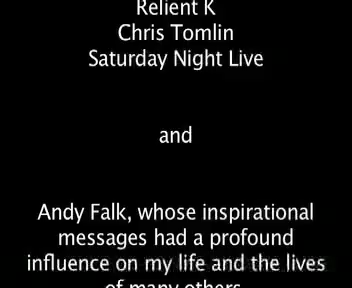 Relient K
Chris Tomlin
Saturday Night Live
and
Andy Falk, whose inspirational
messages had a profound
influence on my life and the lives
of many others